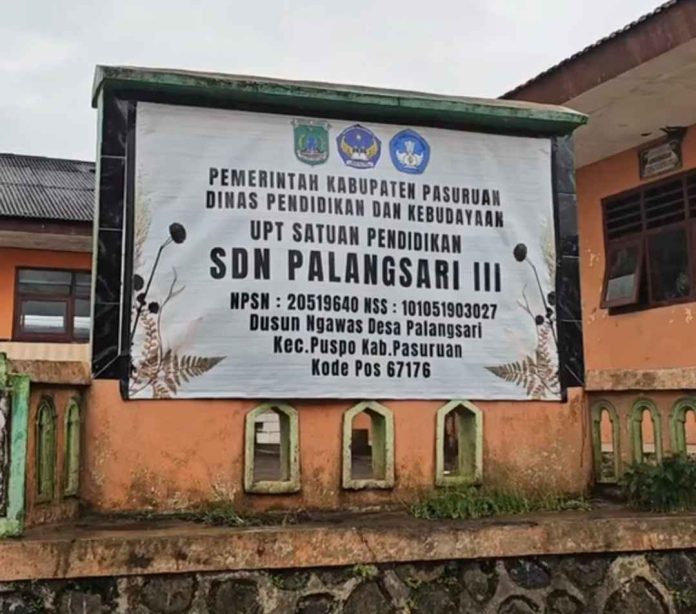 PEMERINTAH KABUPATEN PASURUAN
DINAS PENDIDIKAN DAN KEBUDAYAAN
UPT SATUAN PENDIDIKAN
SDN PALANGSARI III
NPSN : 20519640 NSS : 101051903027
Dusun Ngawas Desa Palangsari
Kec.Puspo Kab.Pasuruan
Kode Pos 67176